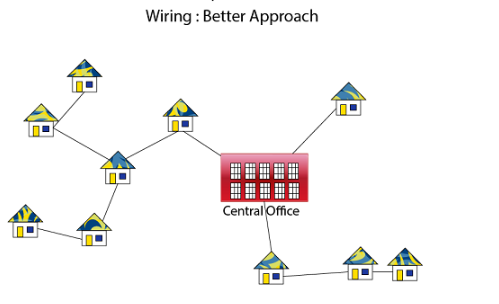 Wiring : Better Approach
Central Office